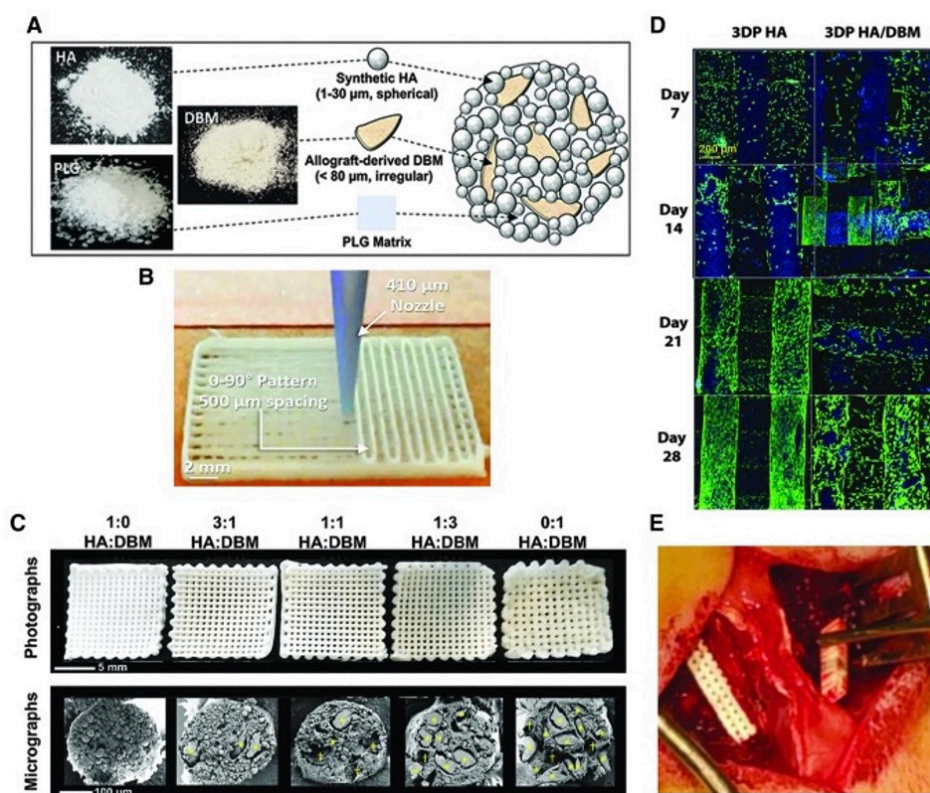 A
HA
DBM
PLG
Synthetic HA
(1-30 µm, spherical)
Allograft-derived DBM
(< 80 µm, irregular)
PLG Matrix
B
410 µm
Nozzle
0-90° Pattern
500 µm spacing
2 mm
C
1:0
HA:DBM
3:1
HA:DBM
1:1
HA:DBM
1:3
HA:DBM
0:1
HA:DBM
Photographs
5 mm
Micrographs
100 µm
D
3DP HA
3DP HA/DBM
Day
7
200 µm
Day
14
Day
21
Day
28
E